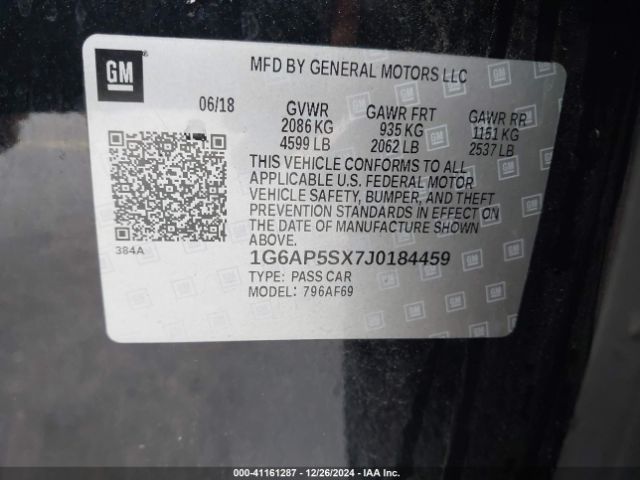 GM
MFD BY GENERAL MOTORS LLC
06/18 GVWR GAWR FRT GAWR RR
2086 KG 935 KG 1151 KG
4599 LB 2062 LB 2537 LB
THIS VEHICLE CONFORMS TO ALL
APPLICABLE U.S. FEDERAL MOTOR
VEHICLE SAFETY, BUMPER, AND THEFT
PREVENTION STANDARDS IN EFFECT ON
THE DATE OF MANUFACTURE SHOWN
ABOVE.
384A
1G6AP5SX7J0184459
TYPE: PASS CAR
MODEL: 796AF69
000-41161287 - 12/26/2024 - IAA Inc.